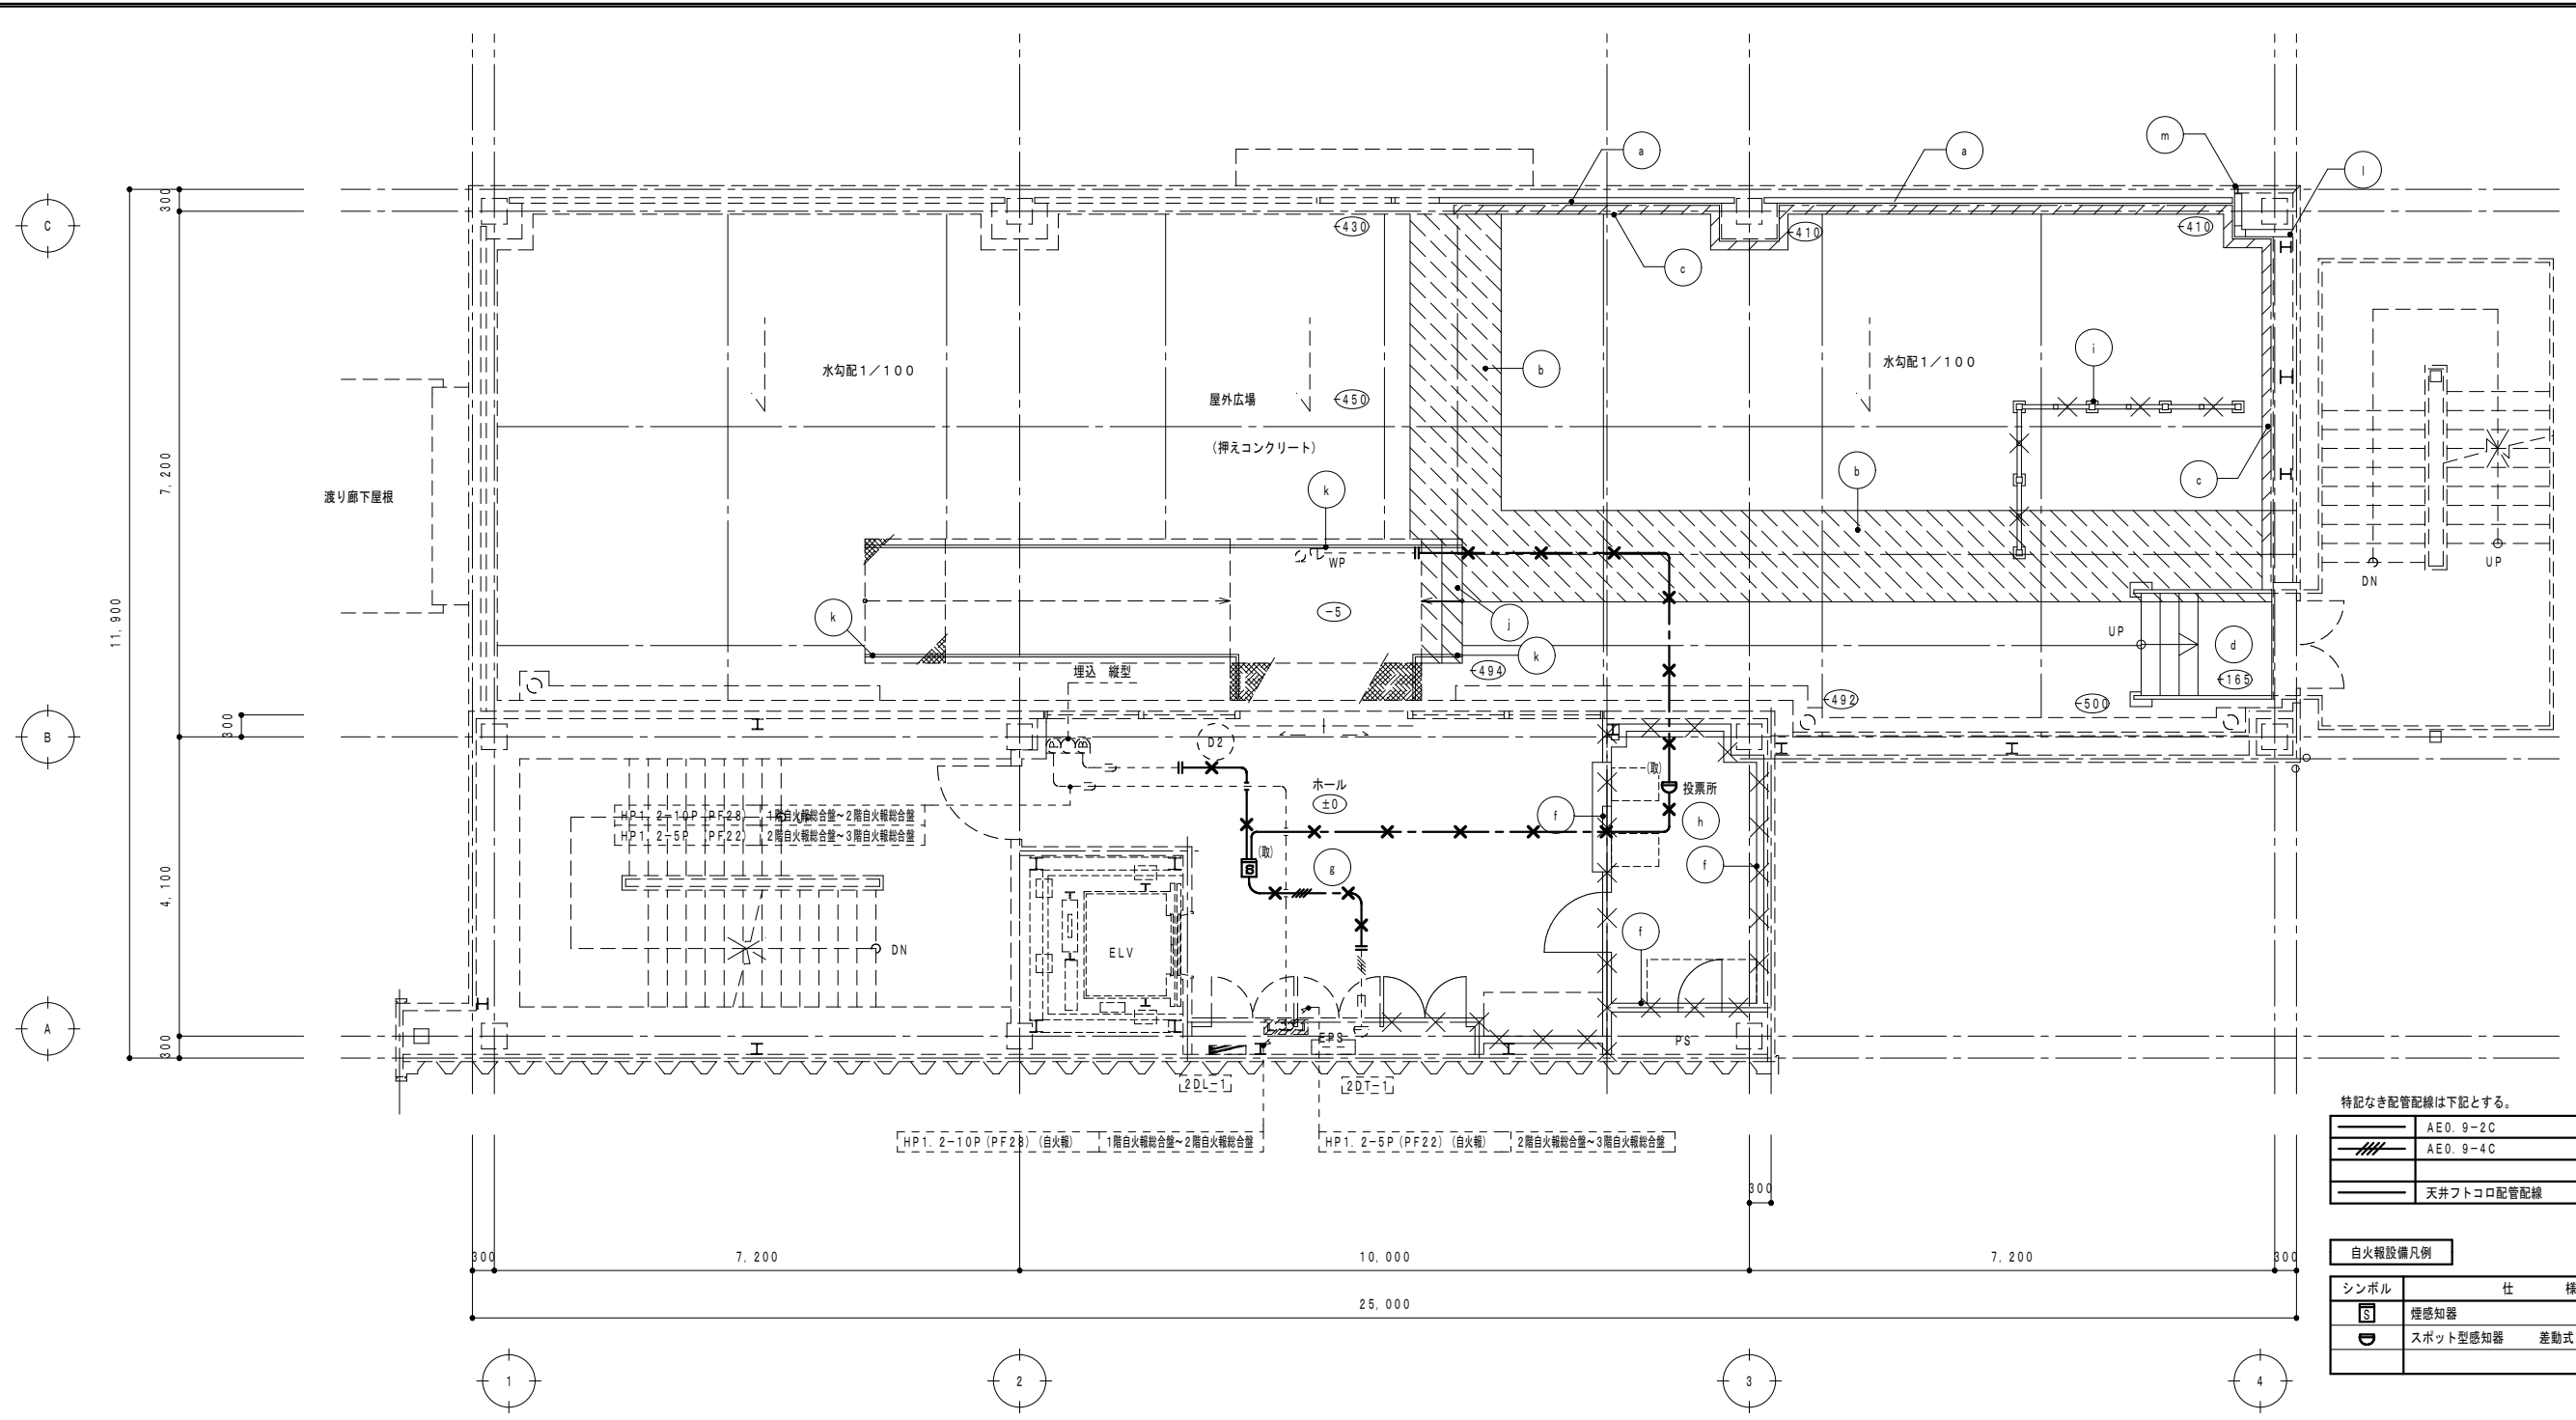 a
a
m
l
C
300
-430
-410
-410
c
水勾配1/100
水勾配1/100
b
i
屋外広場
-450
(押えコンクリート)
7,200
b
c
k
渡り廊下屋根
WP
DN
UP
11,900
-5
k
j
UP
d
k
-494
-165
埋込 縦型
-492
-500
300
B
D2
ホール
±0
(取)
投票所
f
h
HP1.2-10P (PF28) 1階自火報総合盤~2階自火報総合盤
HP1.2-5P (PF22) 2階自火報総合盤~3階自火報総合盤
(取)
S
g
f
4,100
f
DN
ELV
A
300
EPS
PS
2DL-1
2DT-1
HP1.2-10P(PF28)(自火報) 1階自火報総合盤~2階自火報総合盤
HP1.2-5P(PF22)(自火報) 2階自火報総合盤~3階自火報総合盤
特記なき配管配線は下記とする。
AE0.9-2C
AE0.9-4C
天井フトコロ配管配線
300
自火報設備凡例
300 7,200 10,000 7,200 300
シンボル 仕 様
25,000
S 煙感知器
スポット型感知器 差動式
1 2 3 4